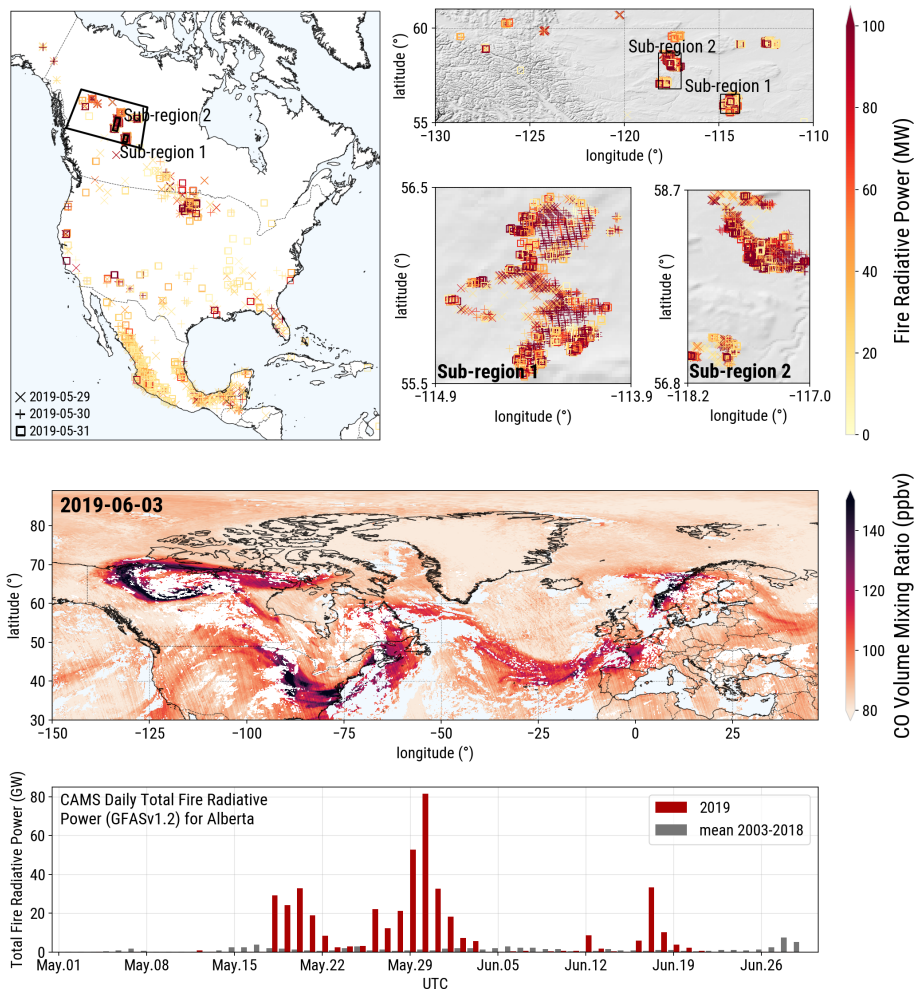 Sub-region 2
Sub-region 1
× 2019-05-29
+ 2019-05-30
2019-05-31
60
55
latitude (°)
Sub-region 2
Sub-region 1
−130
−125
−120
−115
−110
longitude (°)
56.5
55.5
latitude (°)
Sub-region 1
−114.9
−113.9
longitude (°)
58.7
56.8
latitude (°)
Sub-region 2
−118.2
−117.0
longitude (°)
100
80
60
40
20
0
Fire Radiative Power (MW)
2019-06-03
80
70
60
50
40
30
latitude (°)
−150
−125
−100
−75
−50
−25
0
25
longitude (°)
140
120
100
80
CO Volume Mixing Ratio (ppbv)
CAMS Daily Total Fire Radiative
Power (GFASv1.2) for Alberta
2019
mean 2003-2018
80
60
40
20
0
Total Fire Radiative Power (GW)
May.01
May.08
May.15
May.22
May.29
Jun.05
Jun.12
Jun.19
Jun.26
UTC